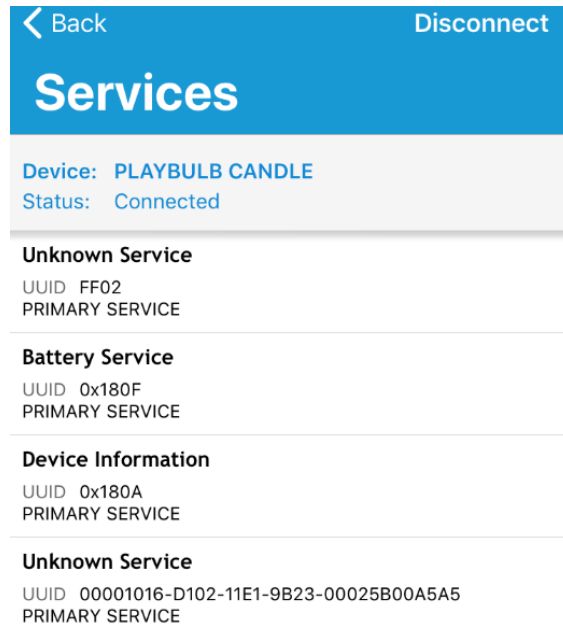 Back Disconnect
Services
Device: PLAYBULB CANDLE
Status: Connected
Unknown Service
UUID FF02
PRIMARY SERVICE
Battery Service
UUID 0x180F
PRIMARY SERVICE
Device Information
UUID 0x180A
PRIMARY SERVICE
Unknown Service
UUID 00001016-D102-11E1-9B23-00025B00A5A5
PRIMARY SERVICE